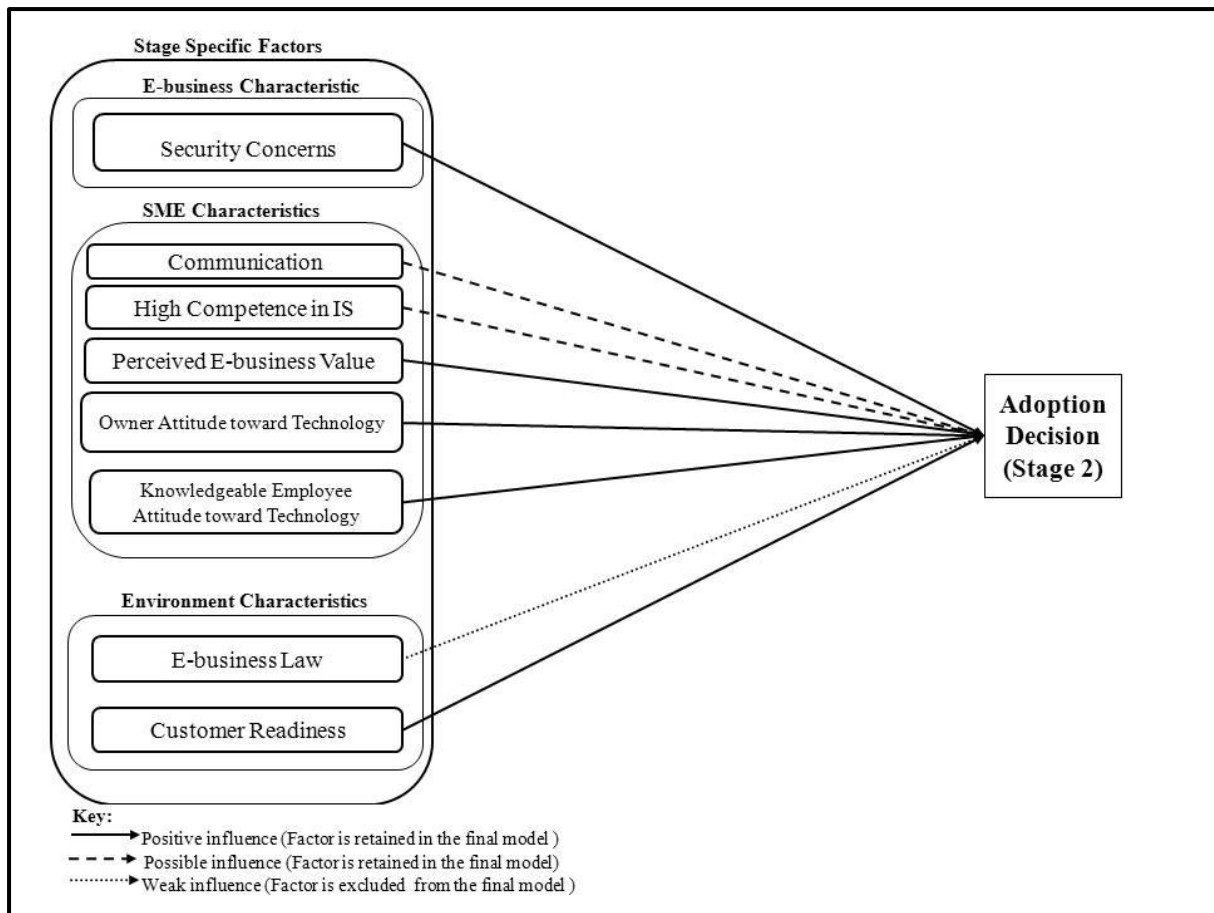 Stage Specific Factors
E-business Characteristic
Security Concerns
SME Characteristics
Communication
High Competence in IS
Perceived E-business Value
Owner Attitude toward Technology
Knowledgeable Employee
Attitude toward Technology
Environment Characteristics
E-business Law
Customer Readiness
Adoption
Decision
(Stage 2)
Key:
Positive influence (Factor is retained in the final model )
Possible influence (Factor is retained in the final model)
Weak influence (Factor is excluded from the final model )